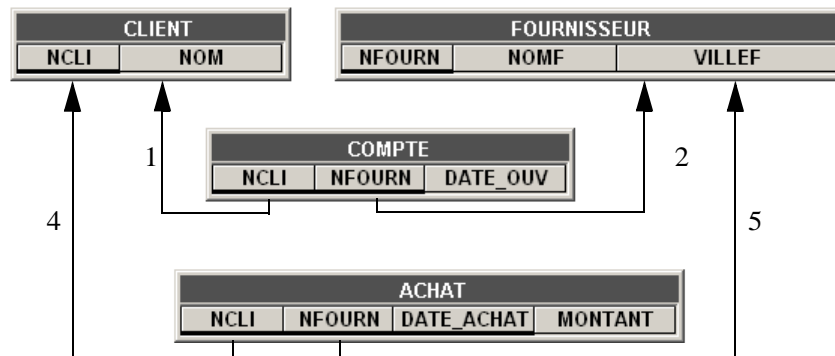 CLIENT
NCLI NOM
FOURNISSEUR
NFOURN NOMF VILLEF
1
2
COMPTE
NCLI NFOURN DATE_OUV
4
5
ACHAT
NCLI NFOURN DATE_ACHAT MONTANT